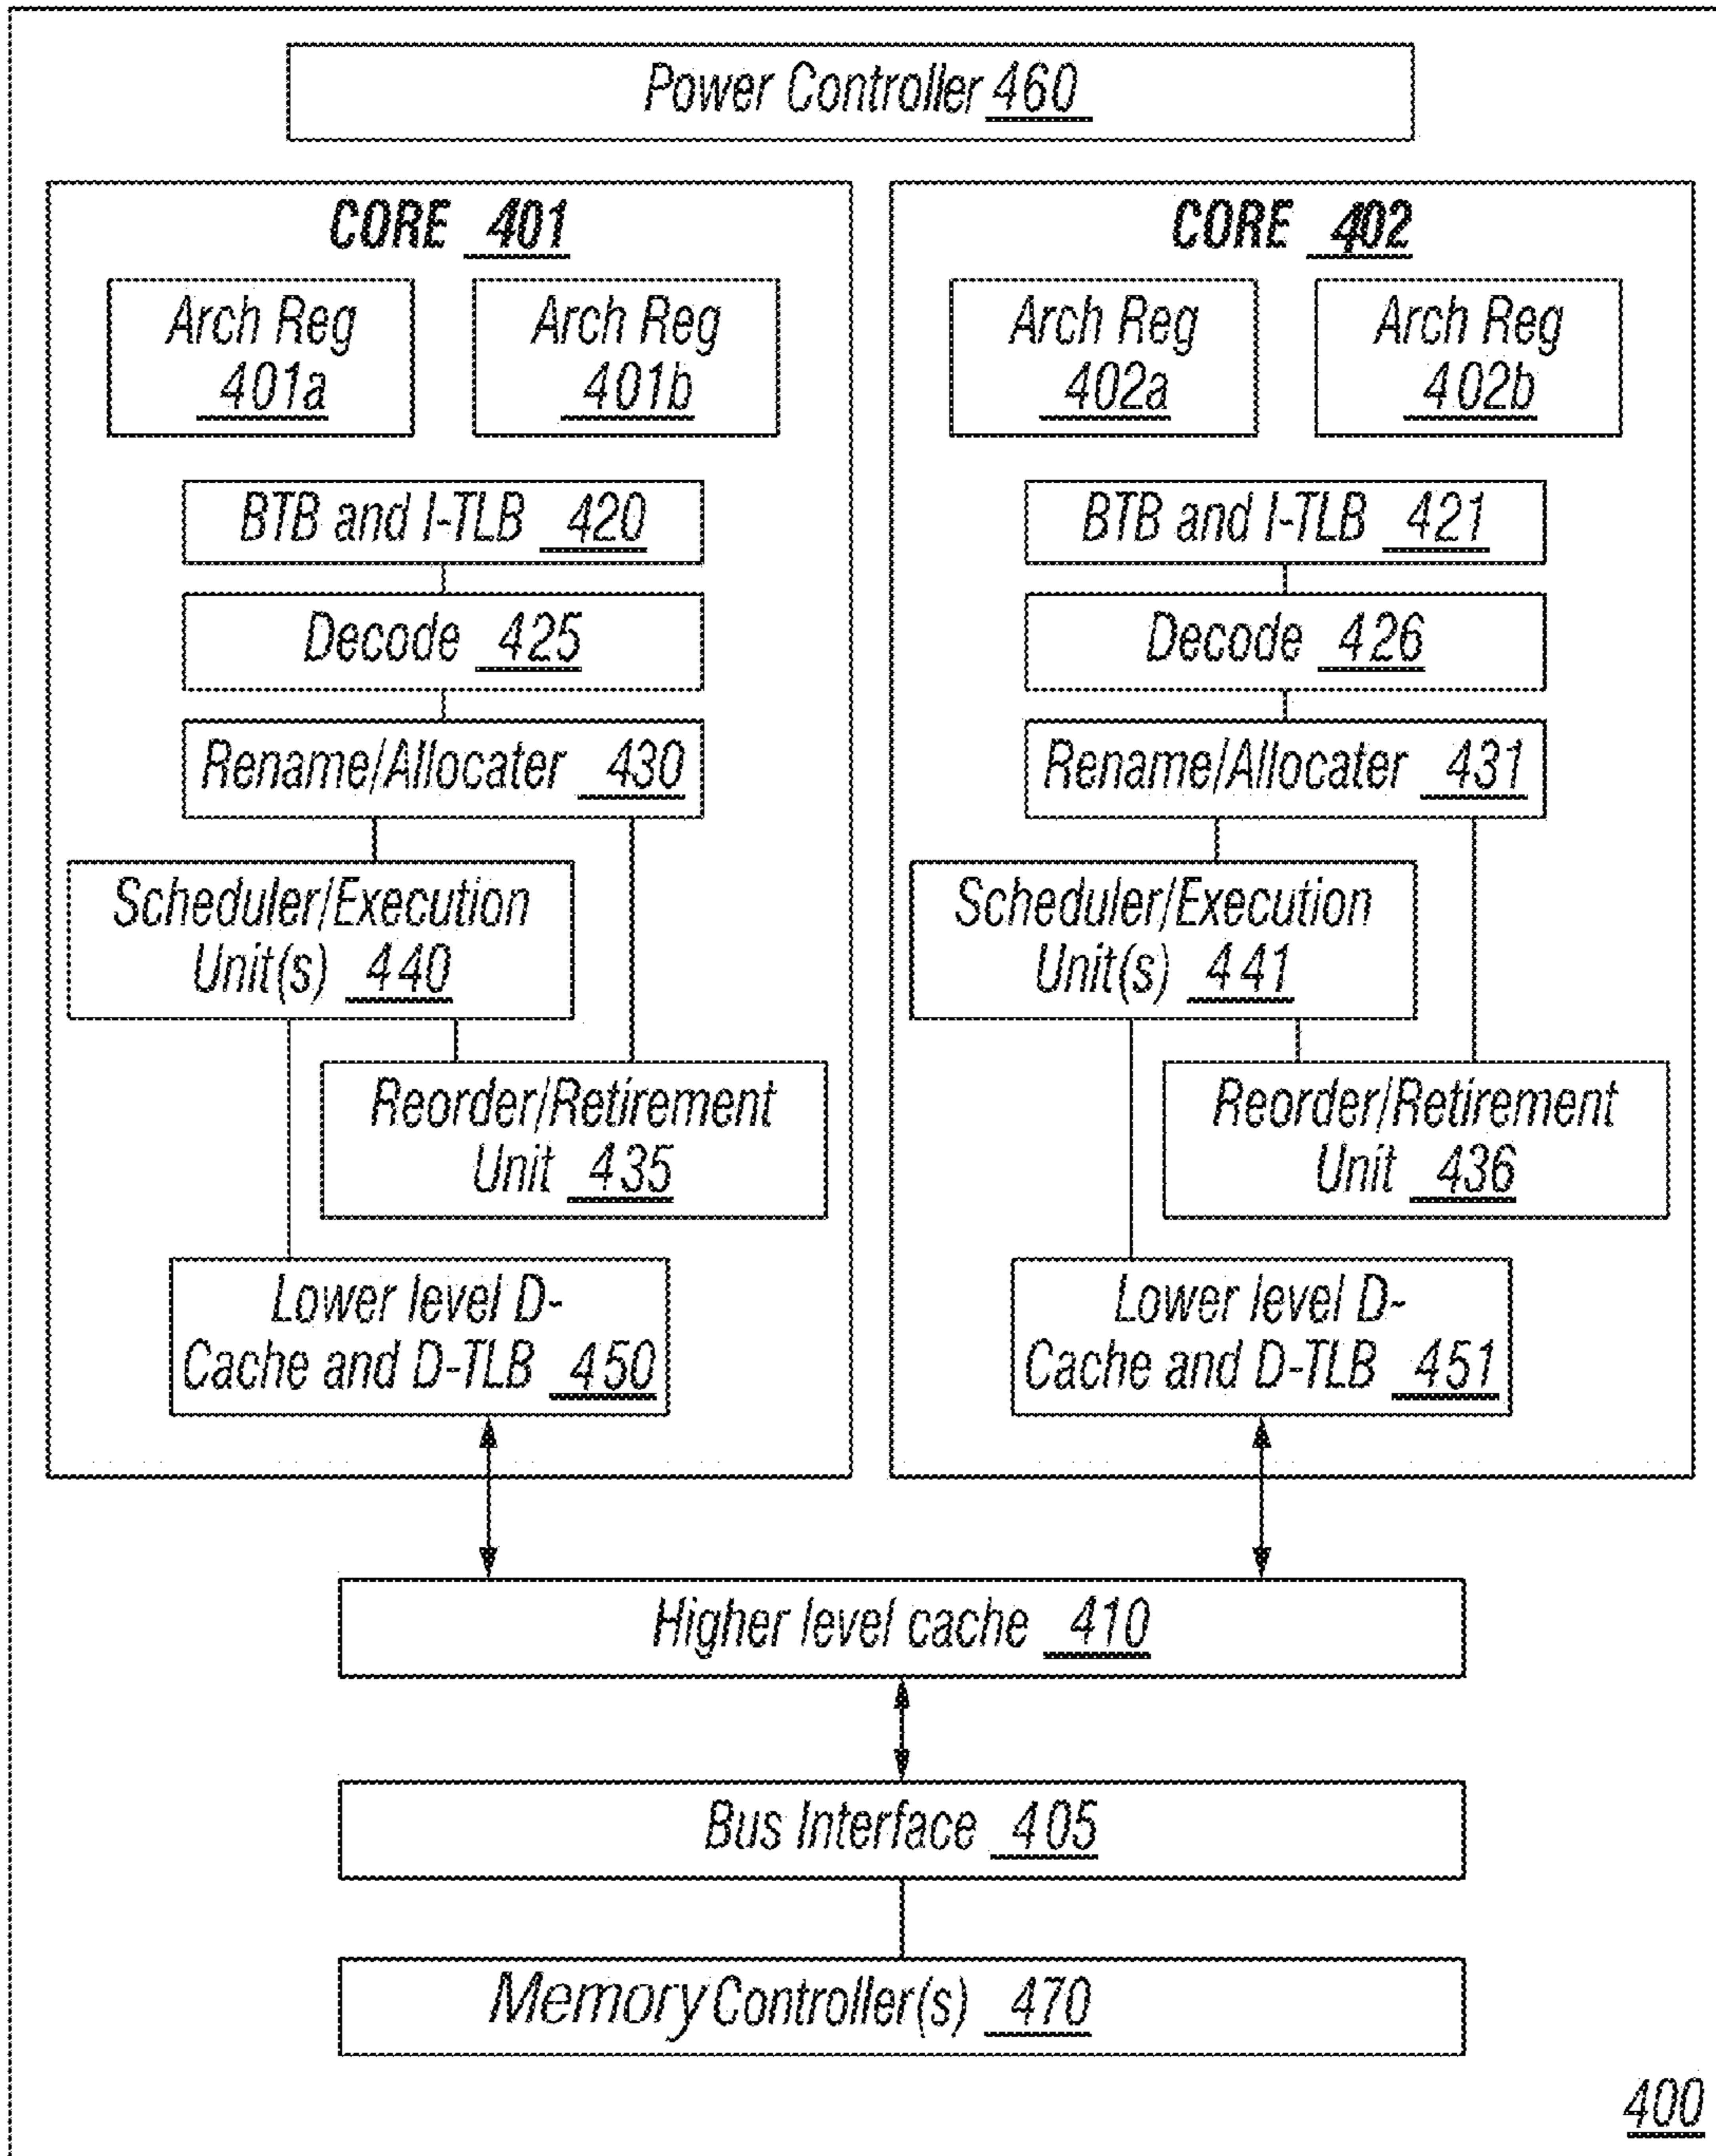 Power Controller 460
CORE 401
Arch Reg
401a
Arch Reg
401b
BTB and I-TLB 420
Decode 425
Rename/Allocater 430
Scheduler/Execution
Unit(s) 440
Reorder/Retirement
Unit 435
Lower level D-
Cache and D-TLB 450
CORE 402
Arch Reg
402a
Arch Reg
402b
BTB and I-TLB 421
Decode 426
Rename/Allocater 431
Scheduler/Execution
Unit(s) 441
Reorder/Retirement
Unit 436
Lower level D-
Cache and D-TLB 451
Higher level cache 410
Bus Interface 405
Memory Controller(s) 470
400